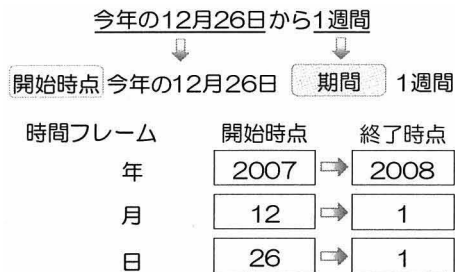 今年の12月26日から1週間
開始時点 今年の12月26日 期間 1週間
時間フレーム 開始時点 終了時点
年 2007 2008
月 12 1
日 26 1